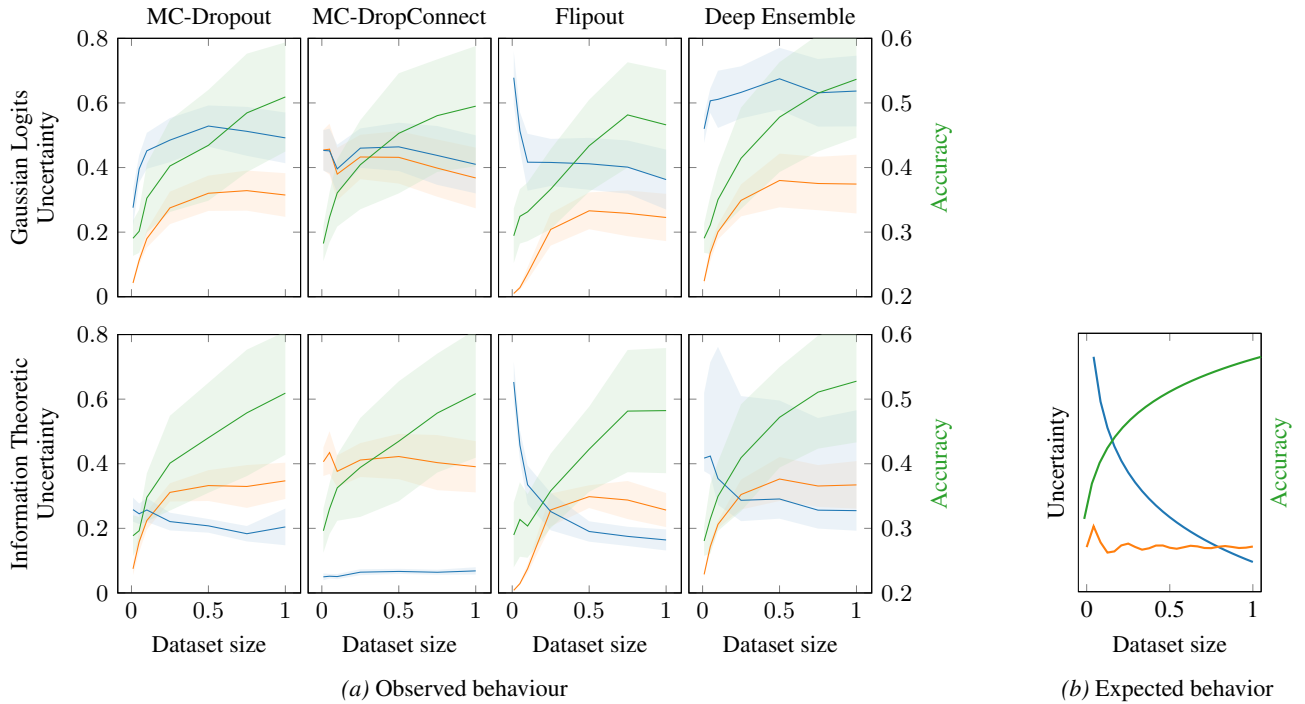 MC-Dropout MC-DropConnect Flipout Deep Ensemble
0.8 0.6
0.6 0.5
0.4 0.4
0.2 0.3
0 0.2
Gaussian Logits
Uncertainty
Accuracy
0.8 0.6
0.6 0.5
0.4 0.4
0.2 0.3
0 0.2
Information Theoretic
Uncertainty
Accuracy
0 0.5 1 0 0.5 1 0 0.5 1 0 0.5 1
Dataset size Dataset size Dataset size Dataset size
(a) Observed behaviour
Uncertainty
Accuracy
0 0.5 1
Dataset size
(b) Expected behavior